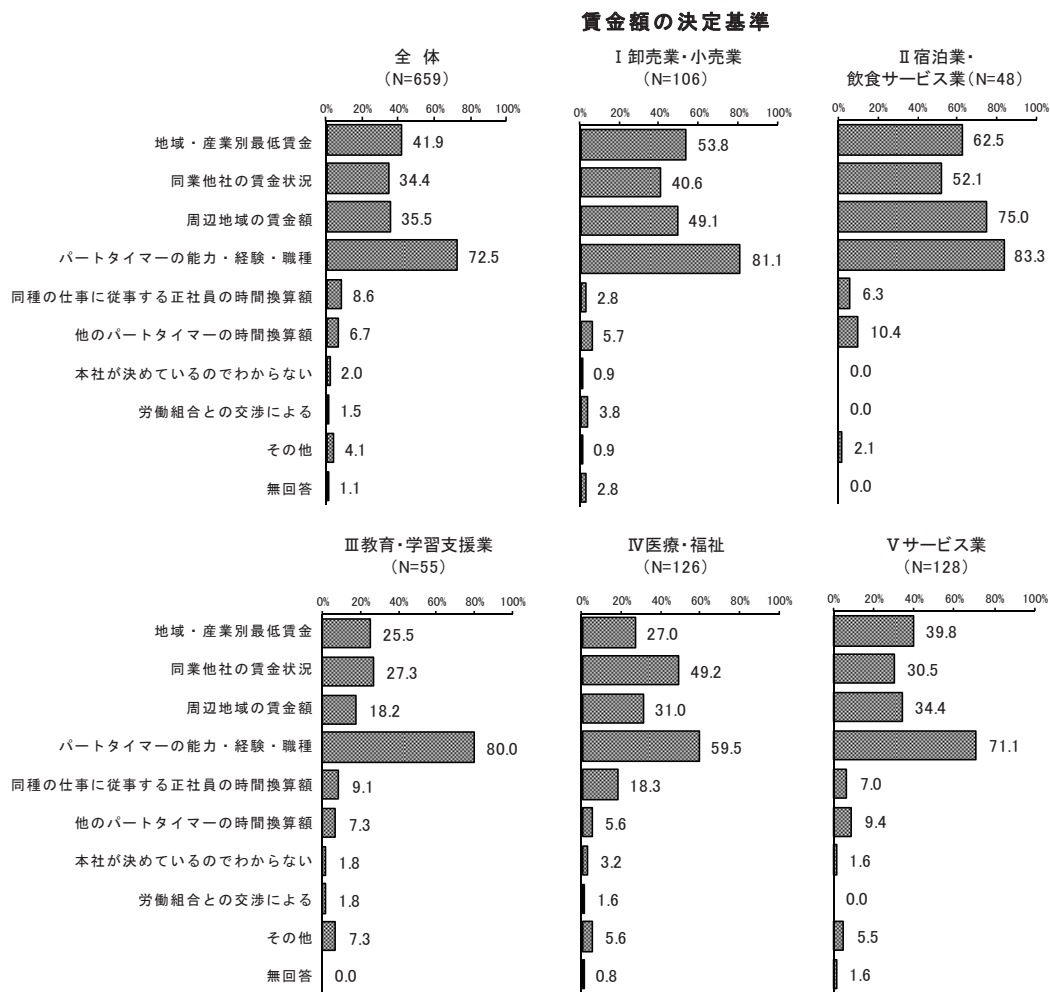 賃金額の決定基準
全 体
(N=659)
0% 20% 40% 60% 80% 100%
地域・産業別最低賃金 41.9
同業他社の賃金状況 34.4
周辺地域の賃金額 35.5
パートタイマーの能力・経験・職種 72.5
同種の仕事に従事する正社員の時間換算額 8.6
他のパートタイマーの時間換算額 6.7
本社が決めているのでわからない 2.0
労働組合との交渉による 1.5
その他 4.1
無回答 1.1
Ⅰ卸売業・小売業
(N=106)
0% 20% 40% 60% 80% 100%
53.8
40.6
49.1
81.1
2.8
5.7
0.9
3.8
0.9
2.8
Ⅱ宿泊業・
飲食サービス業(N=48)
0% 20% 40% 60% 80% 100%
62.5
52.1
75.0
83.3
6.3
10.4
0.0
0.0
2.1
0.0
Ⅲ教育・学習支援業
(N=55)
0% 20% 40% 60% 80% 100%
地域・産業別最低賃金 25.5
同業他社の賃金状況 27.3
周辺地域の賃金額 18.2
パートタイマーの能力・経験・職種 80.0
同種の仕事に従事する正社員の時間換算額 9.1
他のパートタイマーの時間換算額 7.3
本社が決めているのでわからない 1.8
労働組合との交渉による 1.8
その他 7.3
無回答 0.0
Ⅳ医療・福祉
(N=126)
0% 20% 40% 60% 80% 100%
27.0
49.2
31.0
59.5
18.3
5.6
3.2
1.6
5.6
0.8
Ⅴサービス業
(N=128)
0% 20% 40% 60% 80% 100%
39.8
30.5
34.4
71.1
7.0
9.4
1.6
0.0
5.5
1.6